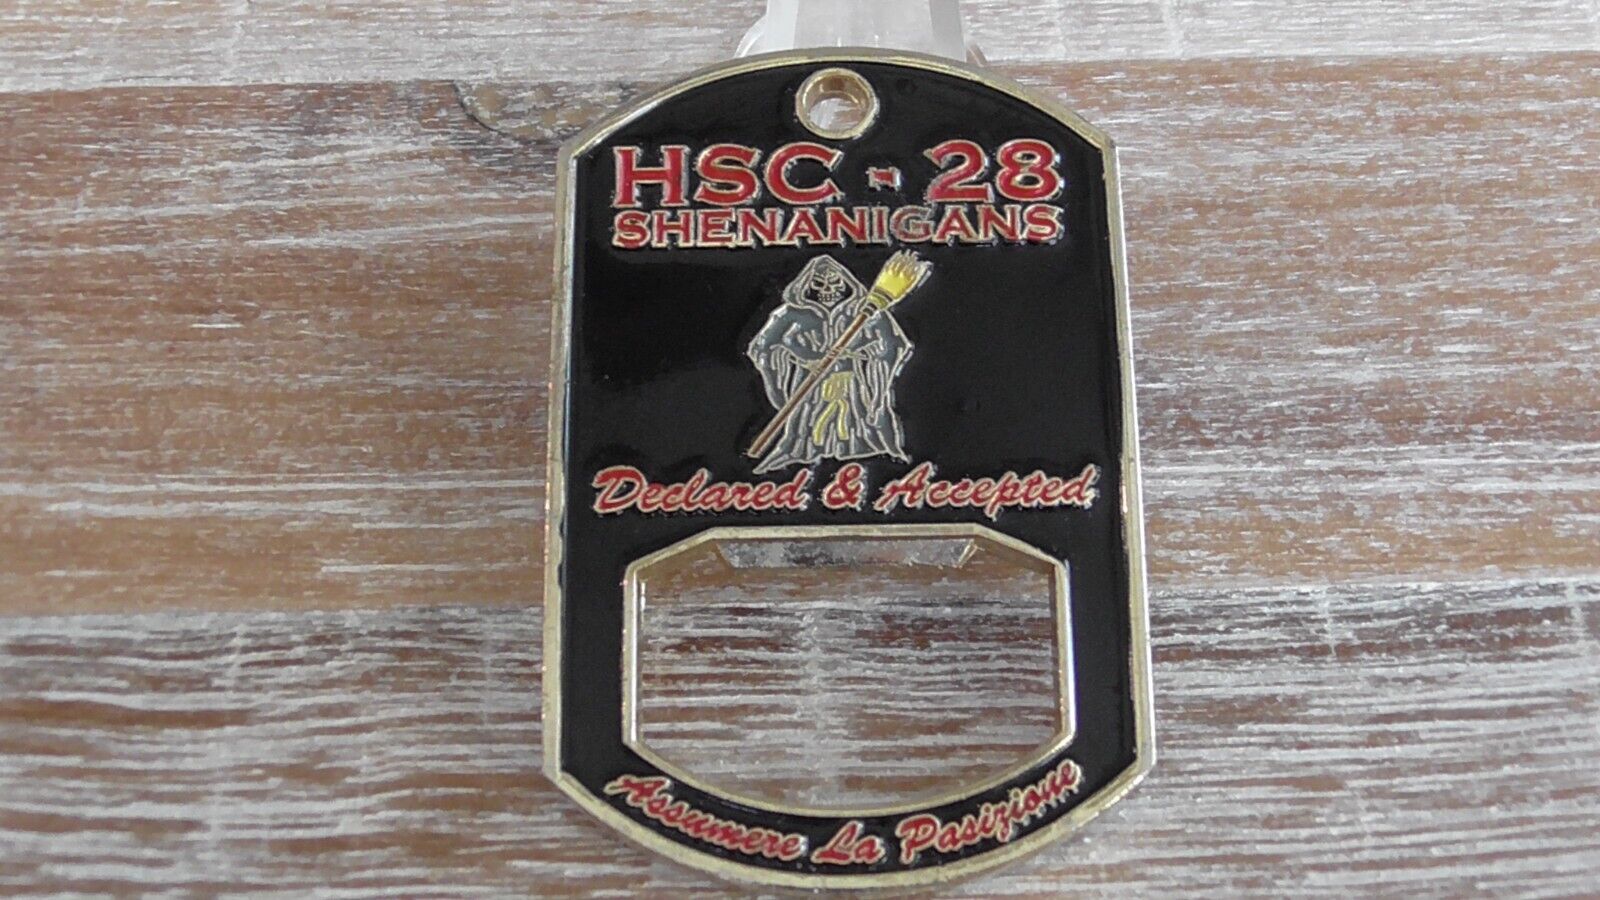 HSC - 28
SHENANIGANS
Declared & Accepted
Assumere La Pasizione